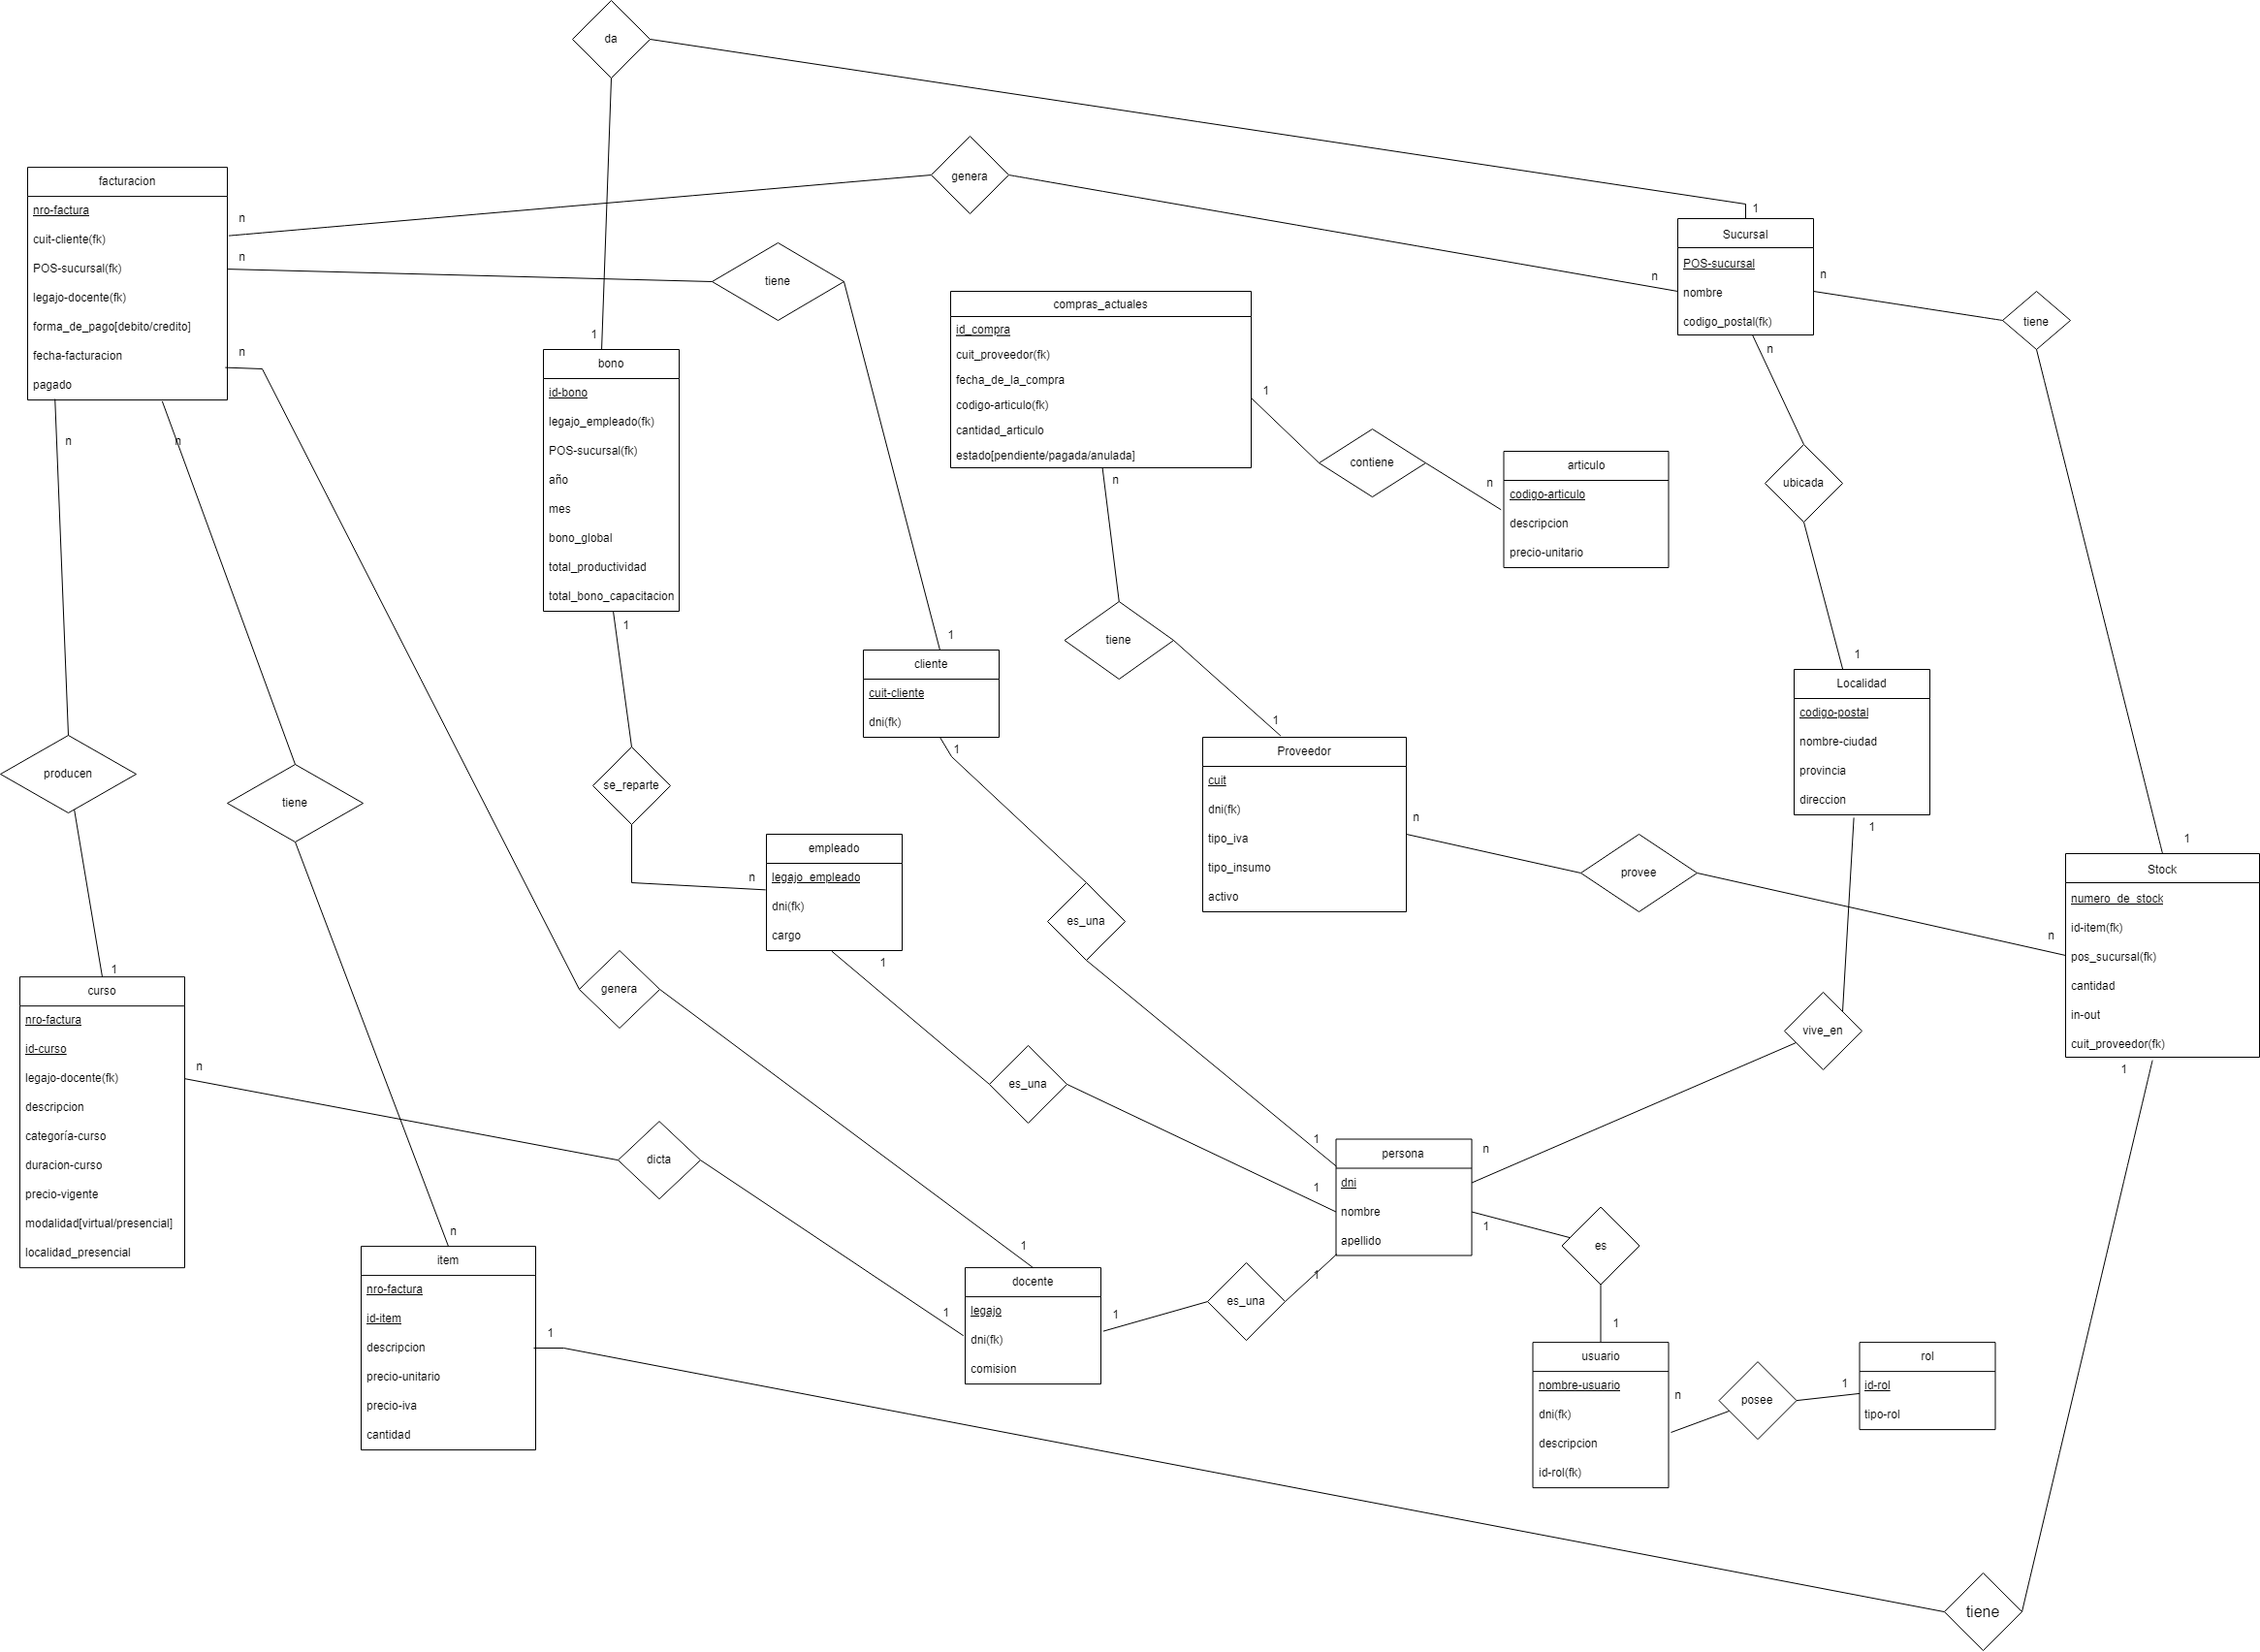 da
genera
facturacion
nro-factura
cuit-cliente(fk)
POS-sucursal(fk)
legajo-docente(fk)
forma_de_pago[debito/credito]
fecha-facturacion
pagado
n
n
n
n
n
tiene
1
Sucursal
POS-sucursal
nombre
codigo_postal(fk)
n
n
n
tiene
compras_actuales
id_compra
cuit_proveedor(fk)
fecha_de_la_compra
codigo-articulo(fk)
cantidad_articulo
estado[pendiente/pagada/anulada]
1
n
contiene
n
articulo
codigo-articulo
descripcion
precio-unitario
ubicada
1
bono
id-bono
legajo_empleado(fk)
POS-sucursal(fk)
año
mes
bono_global
total_productividad
total_bono_capacitacion
1
tiene
1
cliente
cuit-cliente
dni(fk)
1
1
Localidad
codigo-postal
nombre-ciudad
provincia
direccion
1
1
Proveedor
cuit
dni(fk)
tipo_iva
tipo_insumo
activo
n
provee
n
1
Stock
numero_de_stock
id-item(fk)
pos_sucursal(fk)
cantidad
in-out
cuit_proveedor(fk)
1
producen
tiene
se_reparte
n
empleado
legajo_empleado
dni(fk)
cargo
1
es_una
vive_en
genera
es_una
1
curso
nro-factura
id-curso
legajo-docente(fk)
descripcion
categoría-curso
duracion-curso
precio-vigente
modalidad[virtual/presencial]
localidad_presencial
n
dicta
1
1
1
persona
dni
nombre
apellido
n
1
es
n
item
nro-factura
id-item
descripcion
precio-unitario
precio-iva
cantidad
1
1
1
docente
legajo
dni(fk)
comision
1
es_una
1
usuario
nombre-usuario
dni(fk)
descripcion
id-rol(fk)
n
posee
1
rol
id-rol
tipo-rol
tiene